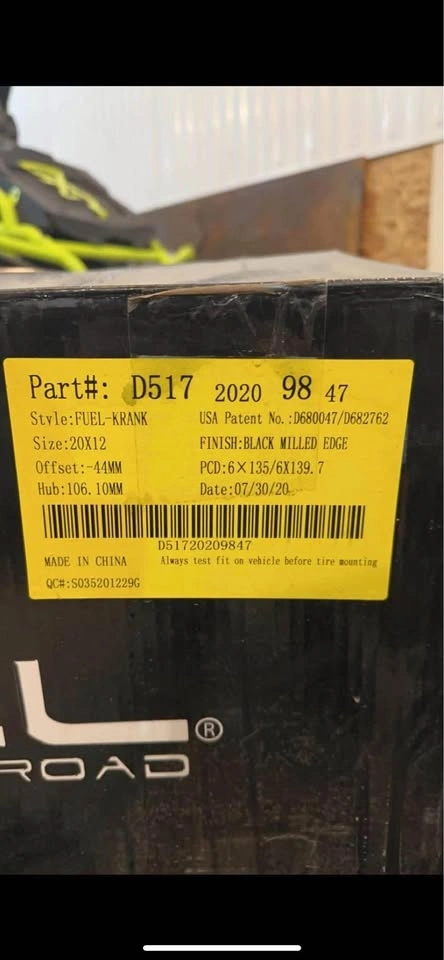 Part#: D517 2020 98 47
Style:FUEL-KRANK USA Patent No.:D680047/D682762
Size:20X12 FINISH:BLACK MILLED EDGE
Offset:-44MM PCD:6×135/6X139.7
Hub:106.10MM Date:07/30/20
D51720209847
MADE IN CHINA Always test fit on vehicle before tire mounting
QC#:S035201229G
L®
ROAD